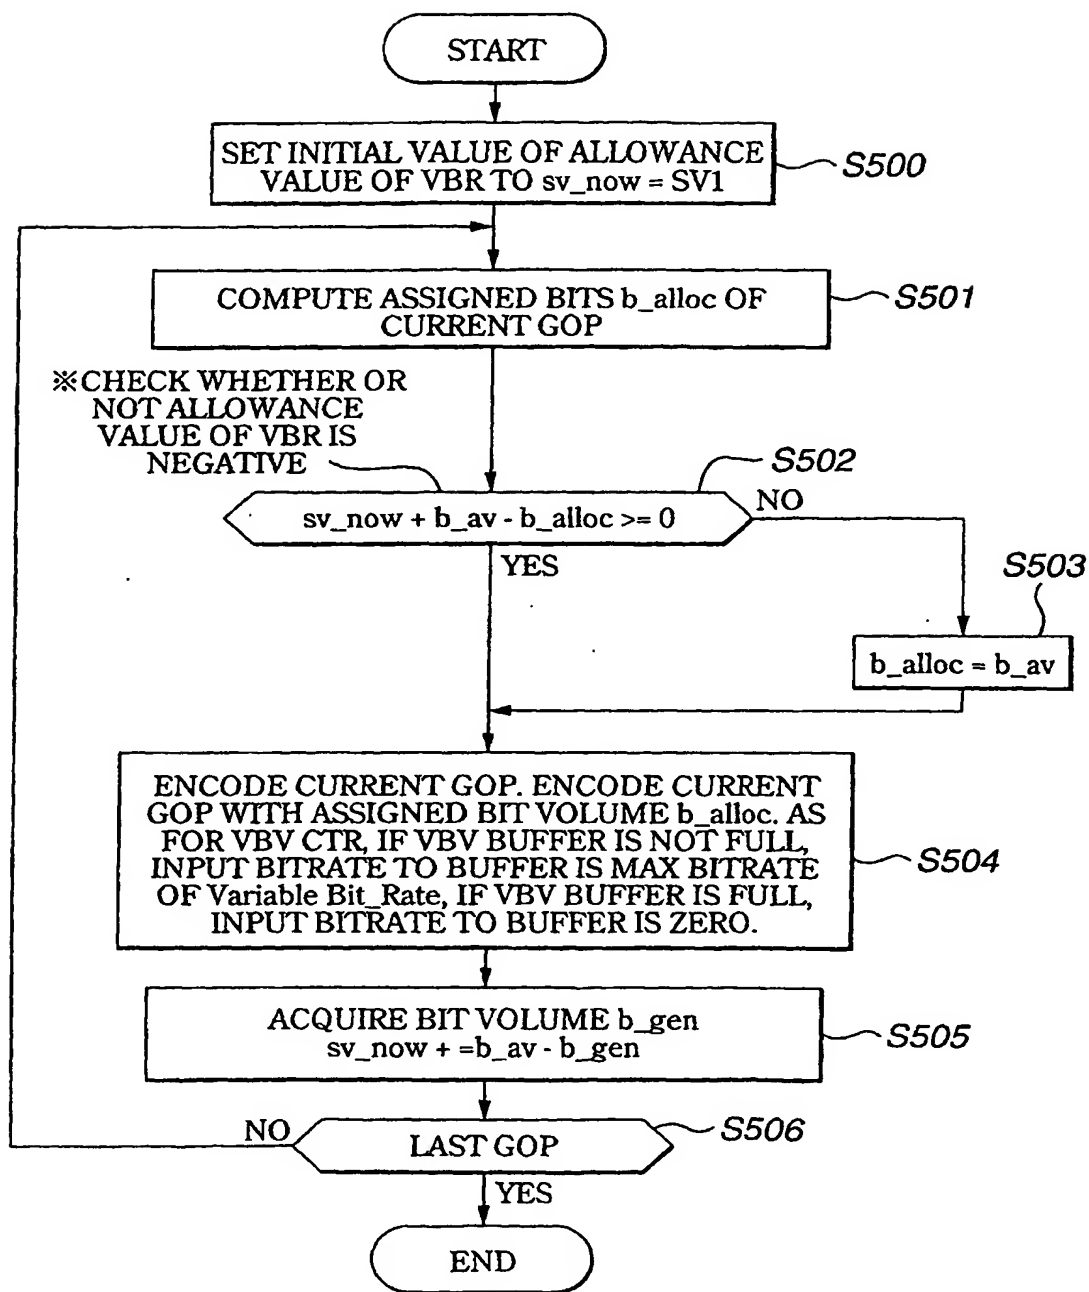 START
SET INITIAL VALUE OF ALLOWANCE
VALUE OF VBR TO sv_now = SV1
S500
COMPUTE ASSIGNED BITS b_alloc OF
CURRENT GOP
S501
※CHECK WHETHER OR
NOT ALLOWANCE
VALUE OF VBR IS
NEGATIVE
S502
sv_now + b_av - b_alloc >= 0
NO
YES
S503
b_alloc = b_av
ENCODE CURRENT GOP. ENCODE CURRENT
GOP WITH ASSIGNED BIT VOLUME b_alloc. AS
FOR VBV CTR, IF VBV BUFFER IS NOT FULL,
INPUT BITRATE TO BUFFER IS MAX BITRATE
OF Variable Bit_Rate, IF VBV BUFFER IS FULL,
INPUT BITRATE TO BUFFER IS ZERO.
S504
ACQUIRE BIT VOLUME b_gen
sv_now + =b_av - b_gen
S505
NO
LAST GOP
S506
YES
END